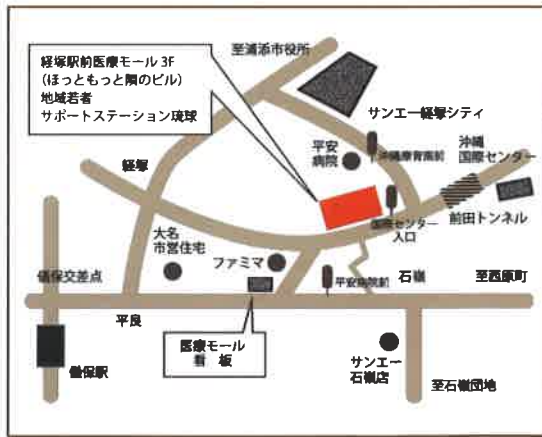 至浦添市役所
経塚駅前医療モール 3F
(ほっともっと隣のビル)
地域若者
サポートステーション琉球
サンエー経塚シティ
平安
病院
沖縄療育園前
沖縄
国際センター
経塚
国際センター
入口
前田トンネル
大名
市営住宅
ファミマ
儀保交差点
平安病院前
石嶺
至西原町
平良
医療モール
看 板
儀保駅
サンエー
石嶺店
至石嶺団地